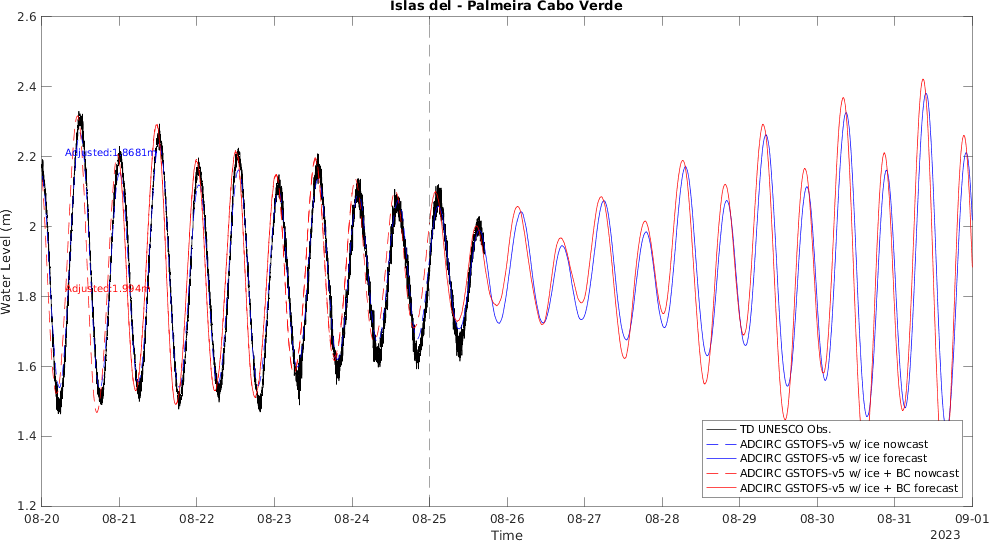 Islas del - Palmeira Cabo Verde
2.6
2.4
2.2
2
1.8
1.6
1.4
1.2
Water Level (m)
Adjusted:1.8681m
Adjusted:1.994m
TD UNESCO Obs.
ADCIRC GSTOFS-v5 w/ ice nowcast
ADCIRC GSTOFS-v5 w/ ice forecast
ADCIRC GSTOFS-v5 w/ ice + BC nowcast
ADCIRC GSTOFS-v5 w/ ice + BC forecast
08-20 08-21 08-22 08-23 08-24 08-25 08-26 08-27 08-28 08-29 08-30 08-31 09-01
Time
2023